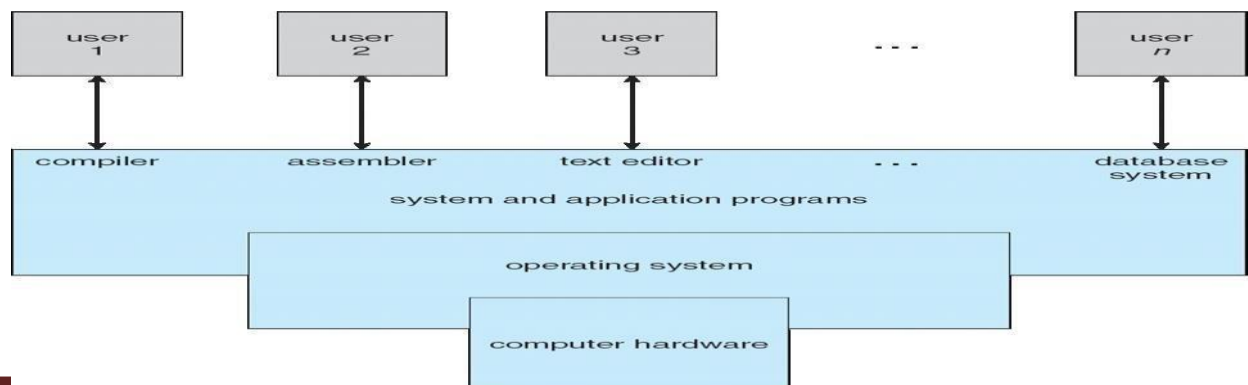 user
1
user
2
user
3
...
user
n
compiler
assembler
text editor
...
database
system
system and application programs
operating system
computer hardware